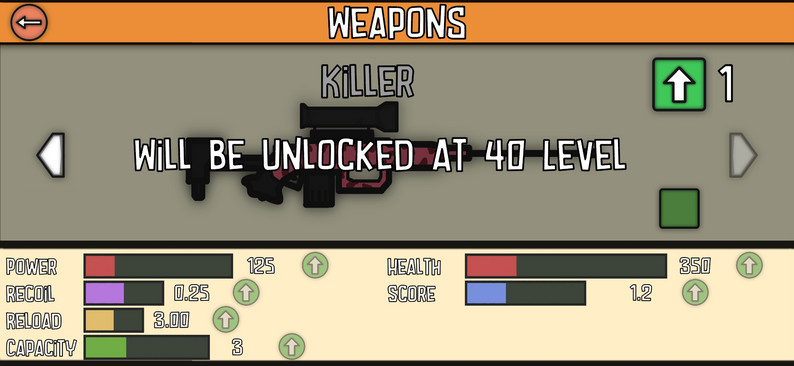 WEAPONS
KiLLER
1
WiLL BE UNLOCKED AT 40 LEVEL
POWER 125
HEALTH 350
RECOiL 0.25
SCORE 1.2
RELOAD 3.00
CAPACiTY 3